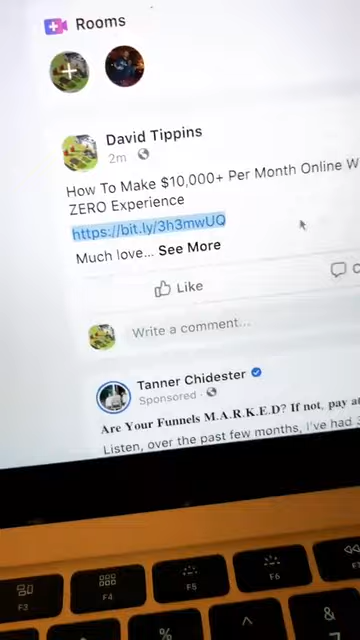 Rooms
David Tippins
2m
How To Make $10,000+ Per Month Online W
ZERO Experience
https://bit.ly/3h3mwUQ
Much love... See More
Like
C
Write a comment...
Tanner Chidester
Sponsored
Are Your Funnels M.A.R.K.E.D? If not, pay at
Listen, over the past few months, I've had
F3
F4
F5
F6
%
^
&